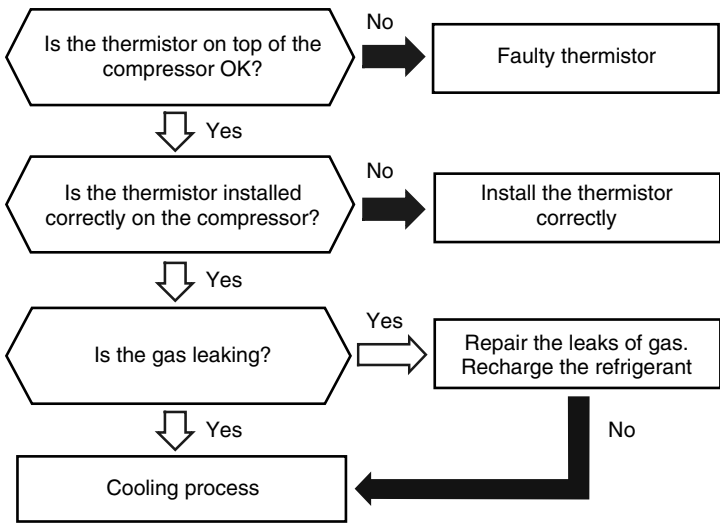 Is the thermistor on top of the
compressor OK?
No
Faulty thermistor
Yes
Is the thermistor installed
correctly on the compressor?
No
Install the thermistor
correctly
Yes
Is the gas leaking?
Yes
Repair the leaks of gas.
Recharge the refrigerant
Yes
No
Cooling process